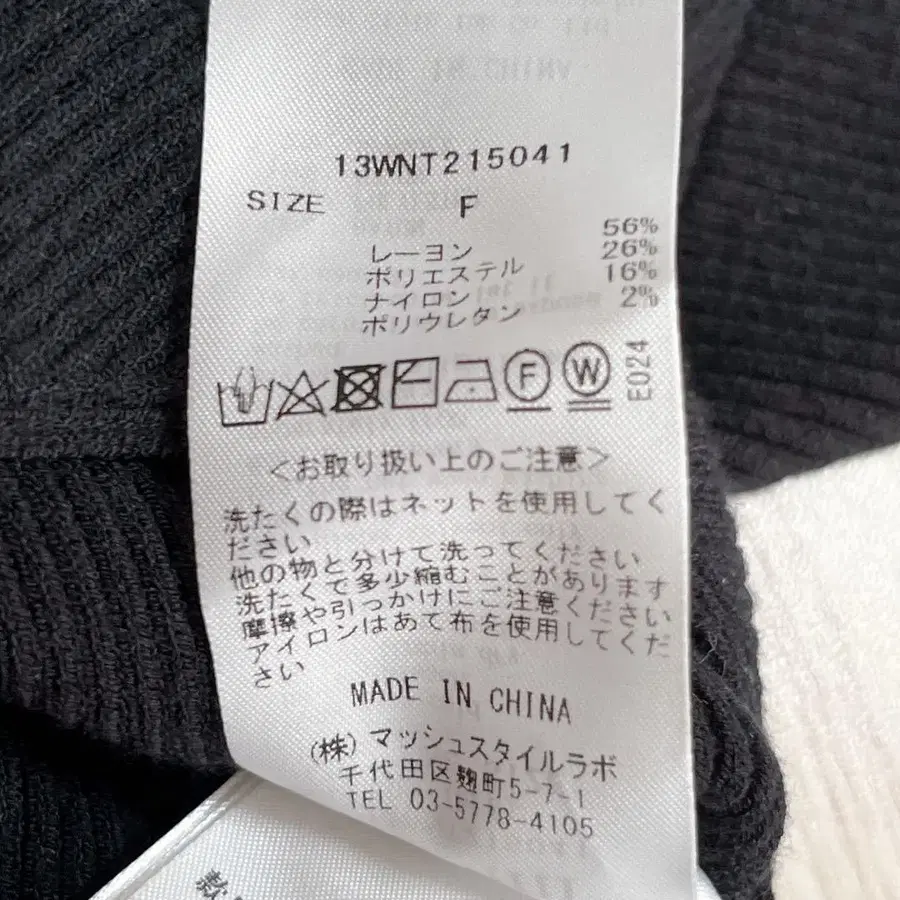 13WNT215041
SIZE F
レーヨン 56%
ポリエステル 26%
ナイロン 16%
ポリウレタン 2%
F W E024
<お取り扱い上のご注意>
洗たくの際はネットを使用してく
ださい
他の物と分けて洗ってください
洗たくで多少縮むことがあります
摩擦や引っかけにご注意ください
アイロンはあて布を使用してくだ
さい
MADE IN CHINA
(株)マッシュスタイルラボ
千代田区麹町5-7-1
TEL 03-5778-4105